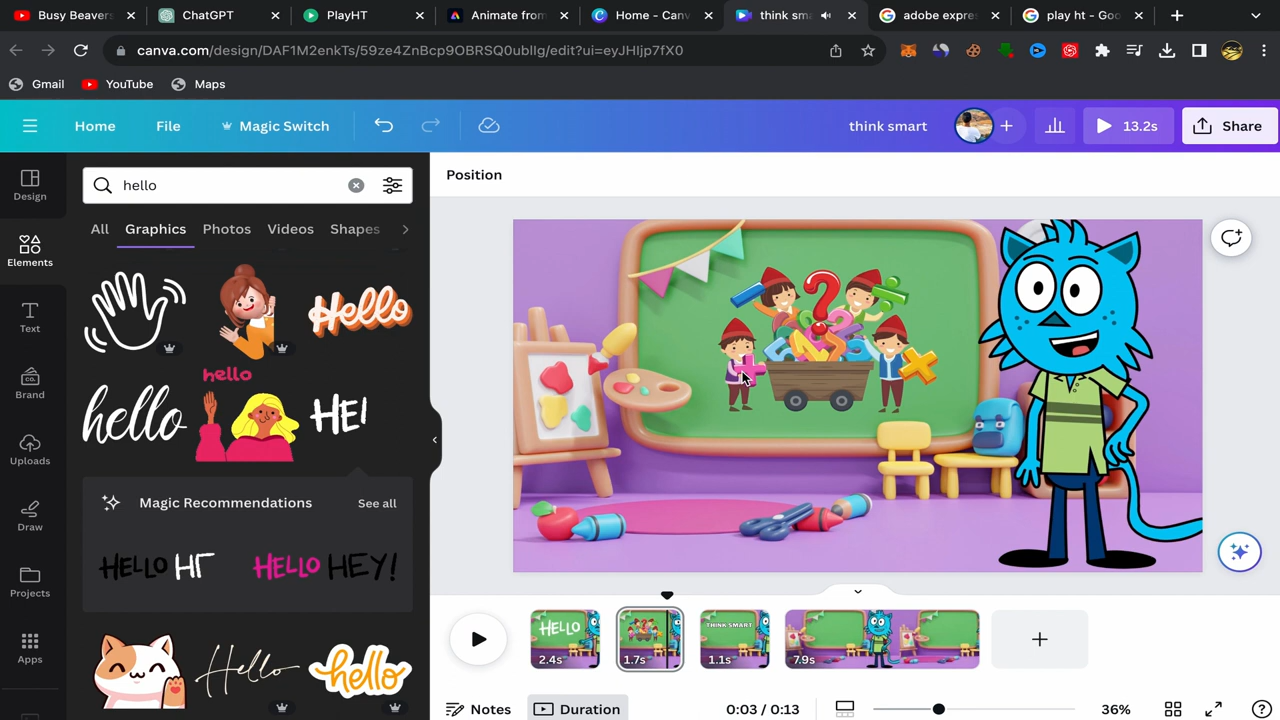 Busy Beavers
ChatGPT
PlayHT
Animate from
Home - Canv
think sma
adobe expre
play ht - Goo
canva.com/design/DAF1M2enkTs/59ze4ZnBcp9OBRSQ0ublIg/edit?ui=eyJHIjp7fX0
Gmail
YouTube
Maps
Home
File
Magic Switch
think smart
13.2s
Share
hello
Position
Design
Elements
Text
Brand
Uploads
Draw
Projects
Apps
All
Graphics
Photos
Videos
Shapes
Hello
hello
hello
HEI
Magic Recommendations
See all
HELLO
HELLO HEY!
Hello
hello
HELLO
2.4s
1.7s
THINK SMART
1.1s
7.9s
Notes
Duration
0:03 / 0:13
36%